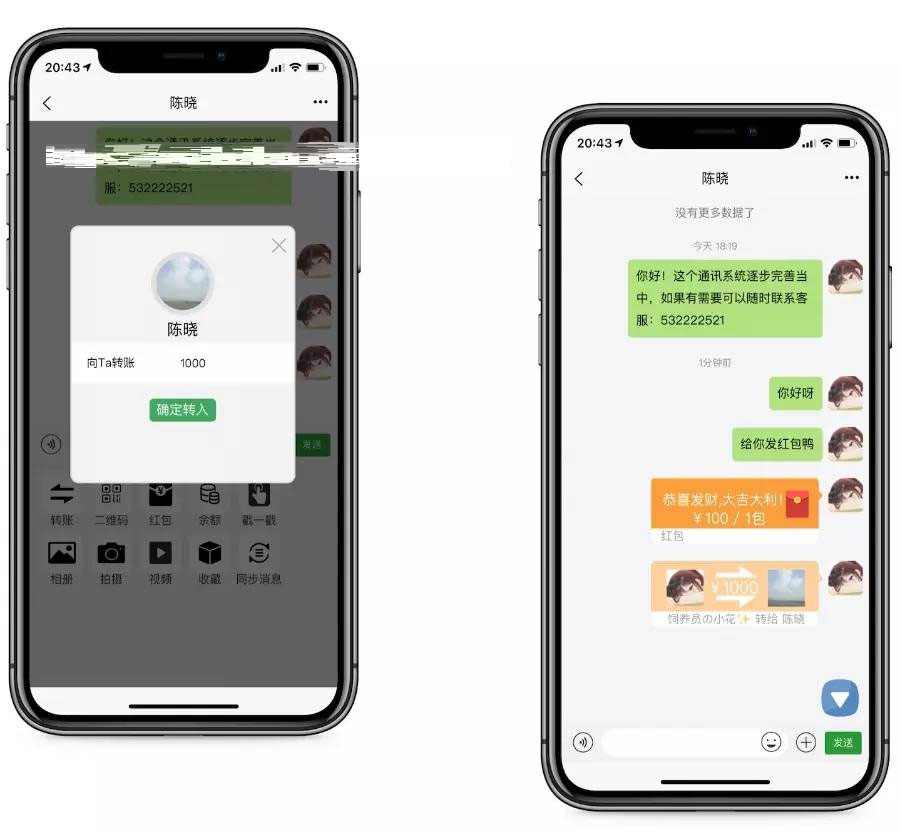 20:43
陈晓
服：532222521
陈晓
向Ta转账 1000
确定转入
发送
转账 二维码 红包 余额 戳一戳
相册 拍摄 视频 收藏 同步消息
20:43
陈晓
没有更多数据了
今天 18:19
你好！这个通讯系统逐步完善当
中，如果有需要可以随时联系客
服：532222521
1分钟前
你好呀
给你发红包鸭
恭喜发财,大吉大利!
￥100 / 1包
红包
￥1000
饲养员の小花✨ 转给 陈晓
发送